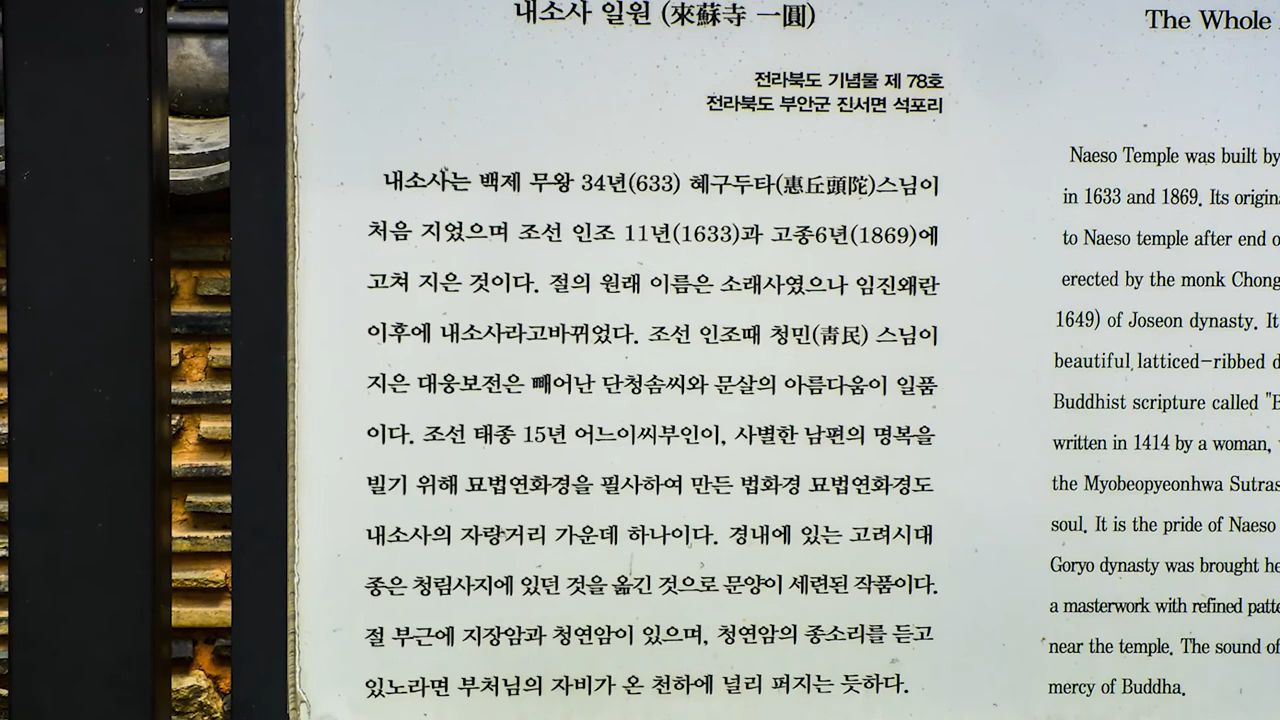 내소사 일원 (來蘇寺 一圓)
전라북도 기념물 제 78호
전라북도 부안군 진서면 석포리
내소사는 백제 무왕 34년(633) 혜구두타(惠丘頭陀)스님이
처음 지었으며 조선 인조 11년(1633)과 고종6년(1869)에
고쳐 지은 것이다. 절의 원래 이름은 소래사였으나 임진왜란
이후에 내소사라고바뀌었다. 조선 인조때 청민(靑民) 스님이
지은 대웅보전은 빼어난 단청솜씨와 문살의 아름다움이 일품
이다. 조선 태종 15년 어느이씨부인이, 사별한 남편의 명복을
빌기 위해 묘법연화경을 필사하여 만든 법화경 묘법연화경도
내소사의 자랑거리 가운데 하나이다. 경내에 있는 고려시대
종은 청림사지에 있던 것을 옮긴 것으로 문양이 세련된 작품이다.
절 부근에 지장암과 청연암이 있으며, 청연암의 종소리를 듣고
있노라면 부처님의 자비가 온 천하에 널리 퍼지는 듯하다.
The Whole
Naeso Temple was built by
in 1633 and 1869. Its origin
to Naeso temple after end o
erected by the monk Chong
1649) of Joseon dynasty. It
beautiful latticed-ribbed d
Buddhist scripture called "B
written in 1414 by a woman,
the Myobeopyeonhwa Sutras
soul. It is the pride of Naeso
Goryo dynasty was brought he
a masterwork with refined patte
near the temple. The sound of
mercy of Buddha.